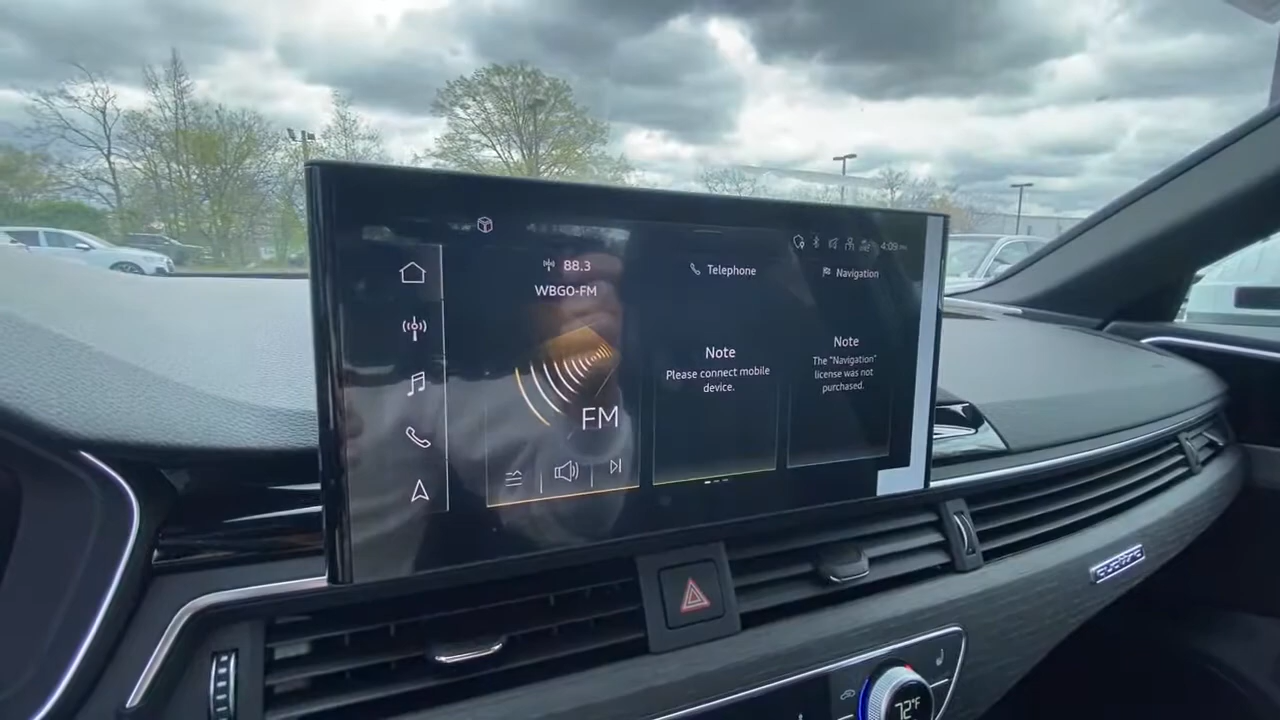 88.3
WBGO-FM
FM
Telephone
Note
Please connect mobile
device.
4:09 PM
Navigation
Note
The "Navigation"
license was not
purchased.
quattro
72°F